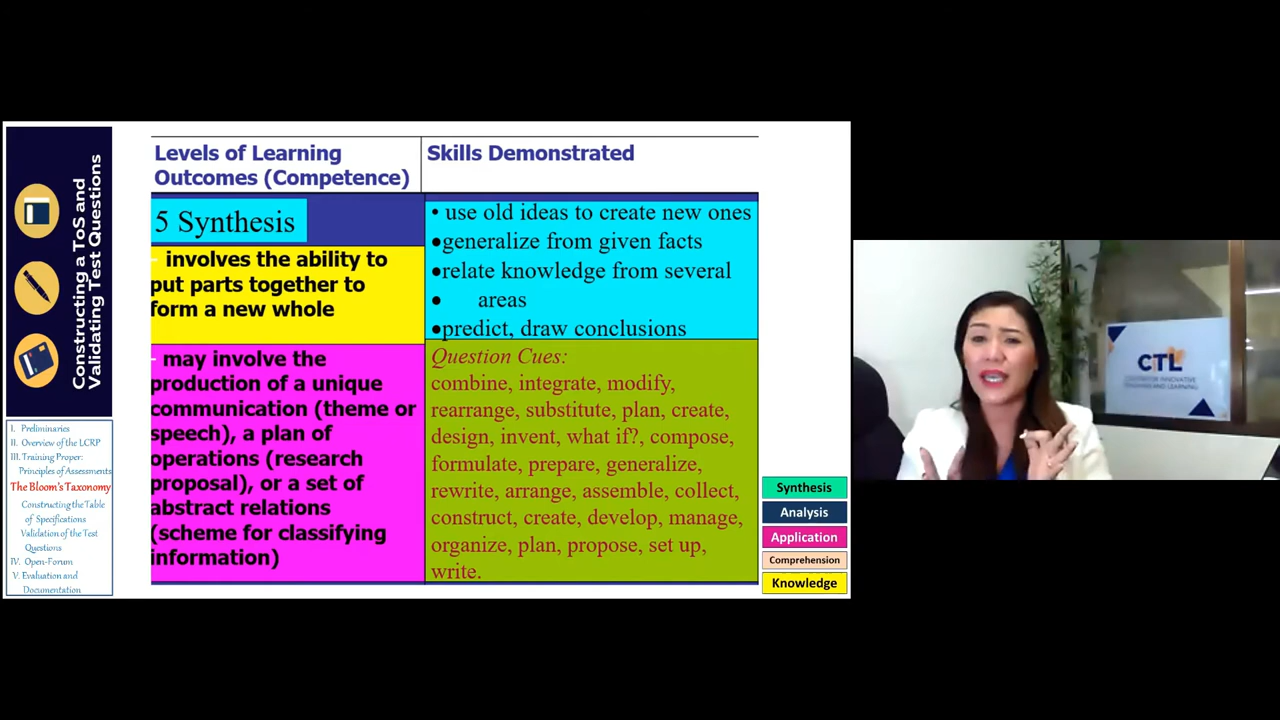 Constructing a ToS and
Validating Test Questions
I. Preliminaries
II. Overview of the LCRP
III. Training Proper:
Principles of Assessments
The Bloom's Taxonomy
Constructing the Table
of Specifications
Validation of the Test
Questions
IV. Open-Forum
V. Evaluation and
Documentation
Levels of Learning
Outcomes (Competence)
Skills Demonstrated
5 Synthesis
- involves the ability to
put parts together to
form a new whole
- may involve the
production of a unique
communication (theme or
speech), a plan of
operations (research
proposal), or a set of
abstract relations
(scheme for classifying
information)
• use old ideas to create new ones
•generalize from given facts
•relate knowledge from several
• areas
•predict, draw conclusions
Question Cues:
combine, integrate, modify,
rearrange, substitute, plan, create,
design, invent, what if?, compose,
formulate, prepare, generalize,
rewrite, arrange, assemble, collect,
construct, create, develop, manage,
organize, plan, propose, set up,
write.
Synthesis
Analysis
Application
Comprehension
Knowledge
CTL
TEACHING AND LEARNING